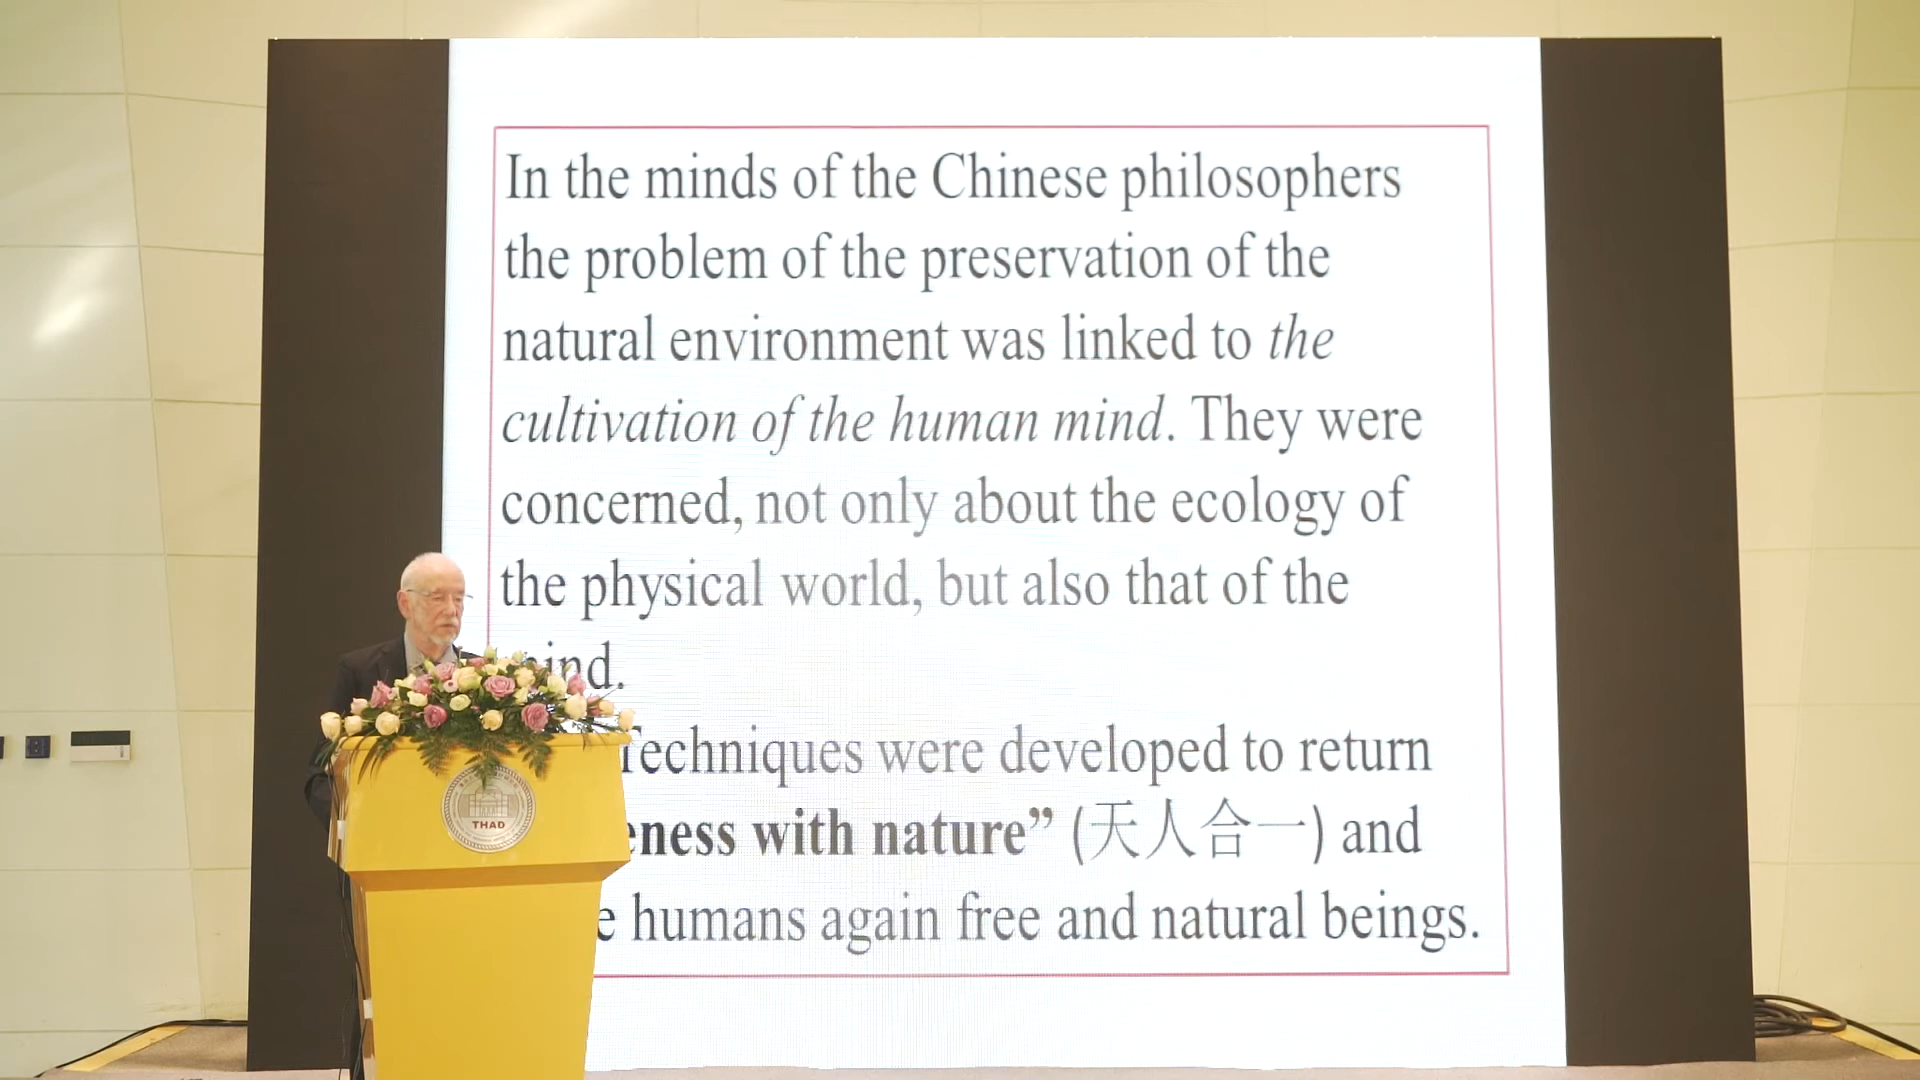 In the minds of the Chinese philosophers
the problem of the preservation of the
natural environment was linked to the
cultivation of the human mind. They were
concerned, not only about the ecology of
the physical world, but also that of the
mind.
Techniques were developed to return
with nature” (天人合一) and
humans again free and natural beings.
THAD